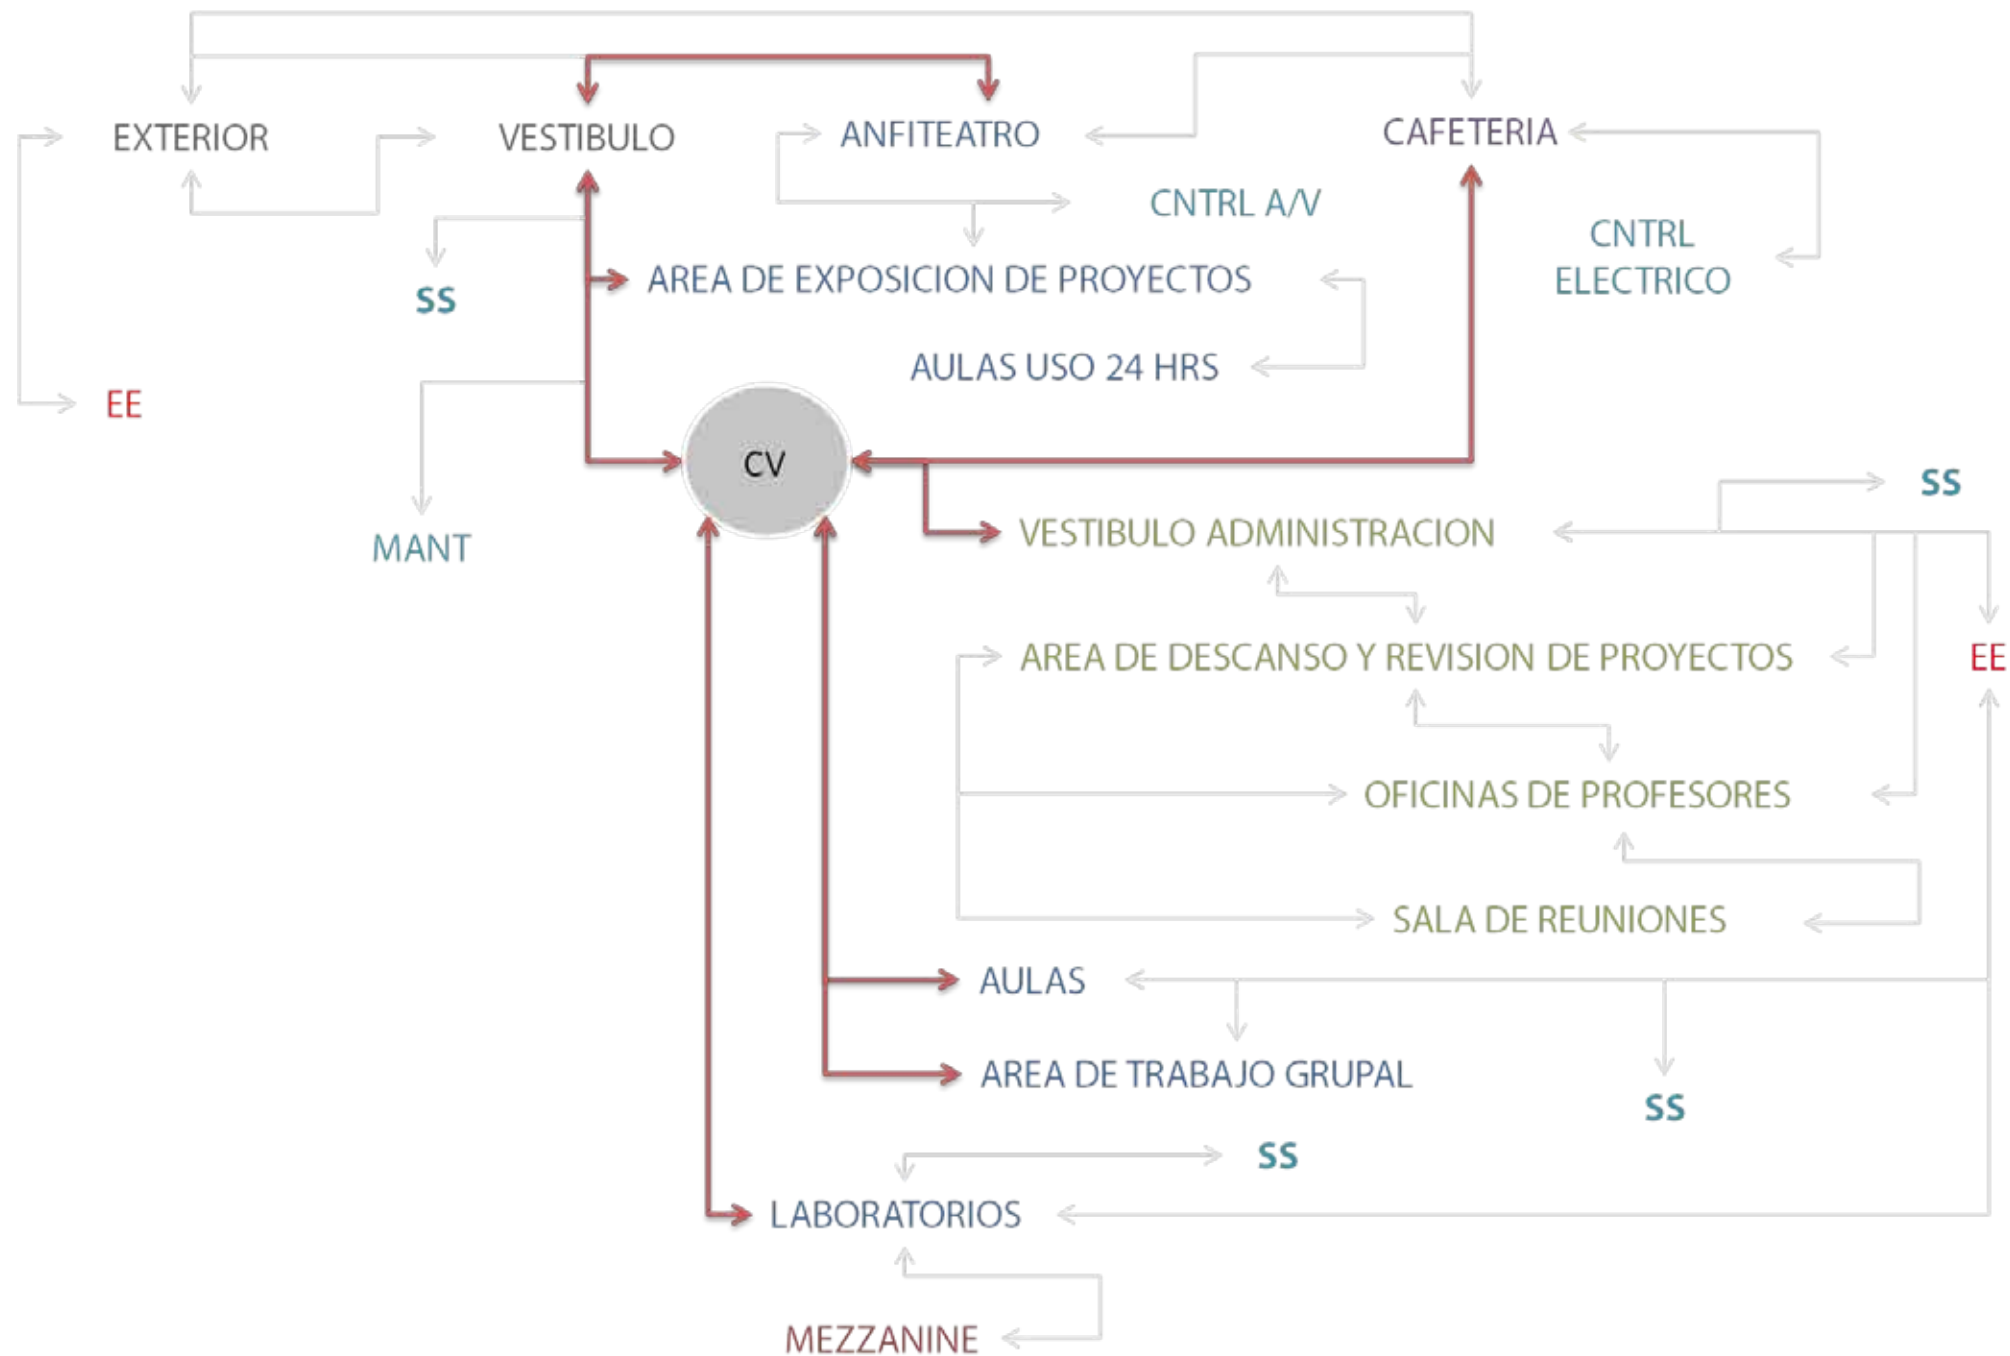 EXTERIOR
VESTIBULO
ANFITEATRO
CAFETERIA
CNTRL A/V
CNTRL
ELECTRICO
AREA DE EXPOSICION DE PROYECTOS
SS
AULAS USO 24 HRS
EE
CV
SS
MANT
VESTIBULO ADMINISTRACION
AREA DE DESCANSO Y REVISION DE PROYECTOS
EE
OFICINAS DE PROFESORES
SALA DE REUNIONES
AULAS
AREA DE TRABAJO GRUPAL
SS
SS
LABORATORIOS
MEZZANINE